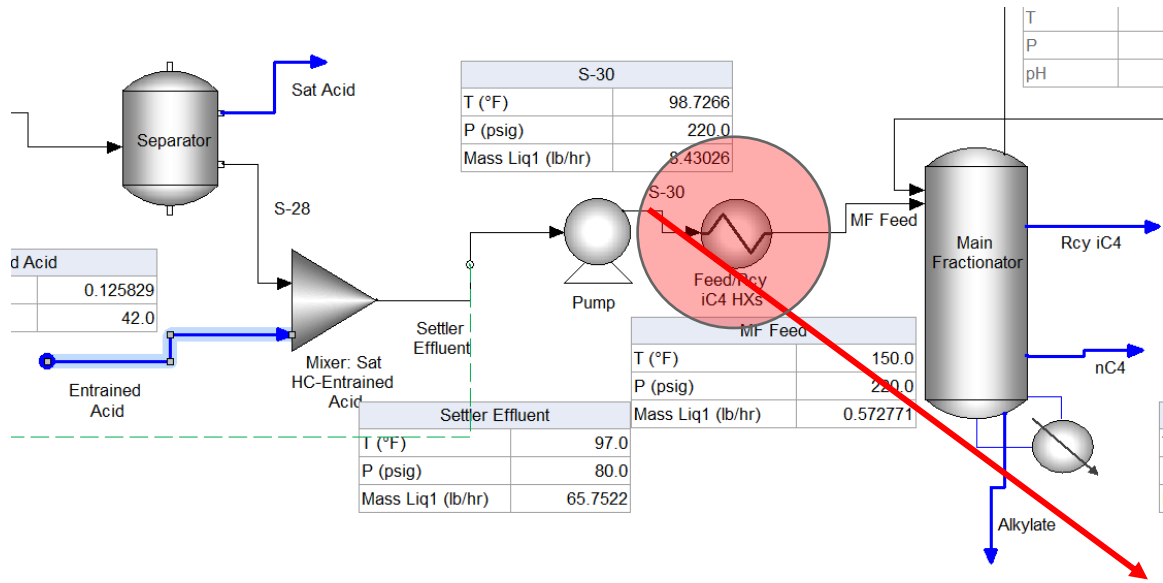 T
P
pH
S-30
T (°F) 98.7266
P (psig) 220.0
Mass Liq1 (lb/hr) 8.43026
Sat Acid
Separator
S-28
S-30
MF Feed
Main
Fractionator
Rcy iC4
Pump
Feed/Rcy
iC4 HXs
d Acid
0.125829
42.0
Settler
Effluent
Mixer: Sat
HC-Entrained
Acid
Entrained
Acid
MF Feed
T (°F) 150.0
P (psig) 220.0
Mass Liq1 (lb/hr) 0.572771
nC4
Settler Effluent
T (°F) 97.0
P (psig) 80.0
Mass Liq1 (lb/hr) 65.7522
Alkylate